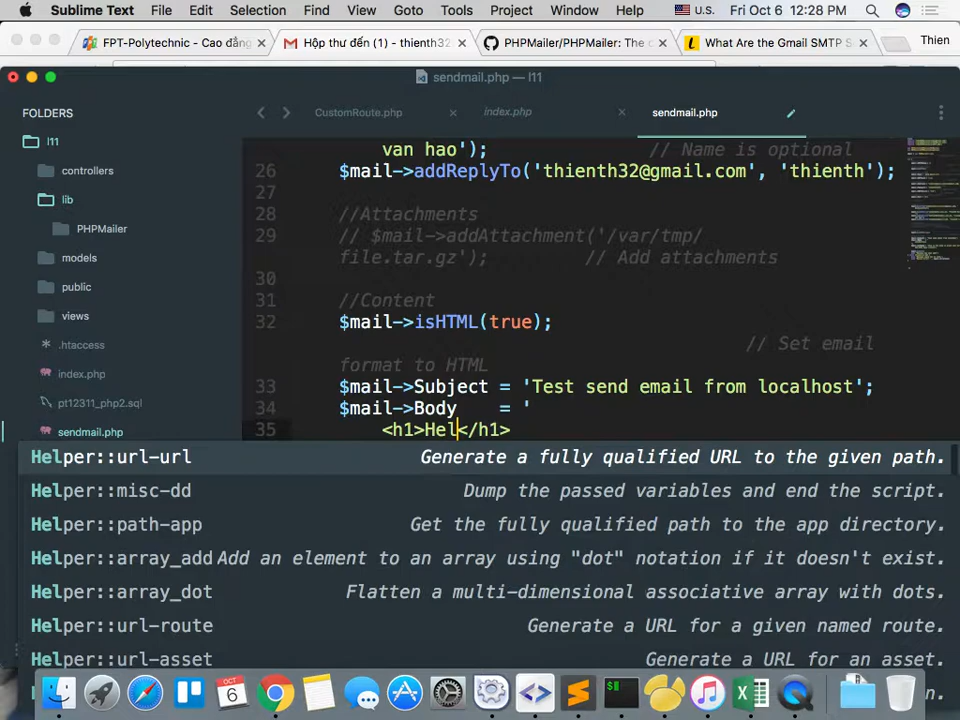 Sublime Text File Edit Selection Find View Goto Tools Project Window Help U.S. Fri Oct 6 12:28 PM
FPT-Polytechnic - Cao đẳng Hộp thư đến (1) - thienth32 PHPMailer/PHPMailer: The c What Are the Gmail SMTP S Thien
sendmail.php — l11
FOLDERS
l11
controllers
lib
PHPMailer
models
public
views
.htaccess
index.php
pt12311_php2.sql
sendmail.php
CustomRoute.php index.php sendmail.php
van hao'); // Name is optional
26 $mail->addReplyTo('thienth32@gmail.com', 'thienth');
27
28 //Attachments
29 // $mail->addAttachment('/var/tmp/
file.tar.gz'); // Add attachments
30
31 //Content
32 $mail->isHTML(true);
// Set email
format to HTML
33 $mail->Subject = 'Test send email from localhost';
34 $mail->Body = '
35 <h1>Hel</h1>
Helper::url-url Generate a fully qualified URL to the given path.
Helper::misc-dd Dump the passed variables and end the script.
Helper::path-app Get the fully qualified path to the app directory.
Helper::array_add Add an element to an array using "dot" notation if it doesn't exist.
Helper::array_dot Flatten a multi-dimensional associative array with dots.
Helper::url-route Generate a URL for a given named route.
Helper::url-asset Generate a URL for an asset.
OCT
6